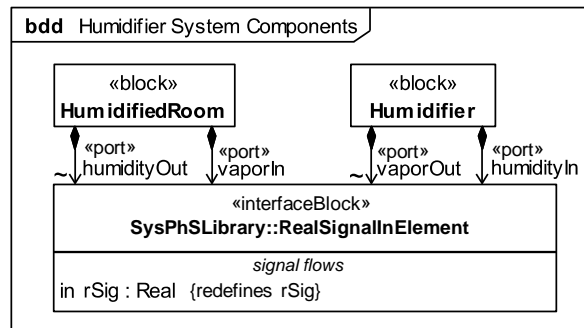 bdd Humidifier System Components
«block»
HumidifiedRoom
«block»
Humidifier
«port»
~humidityOut
«port»
vaporIn
«port»
~vaporOut
«port»
humidityIn
«interfaceBlock»
SysPhSLibrary::RealSignalInElement
signal flows
in rSig : Real {redefines rSig}